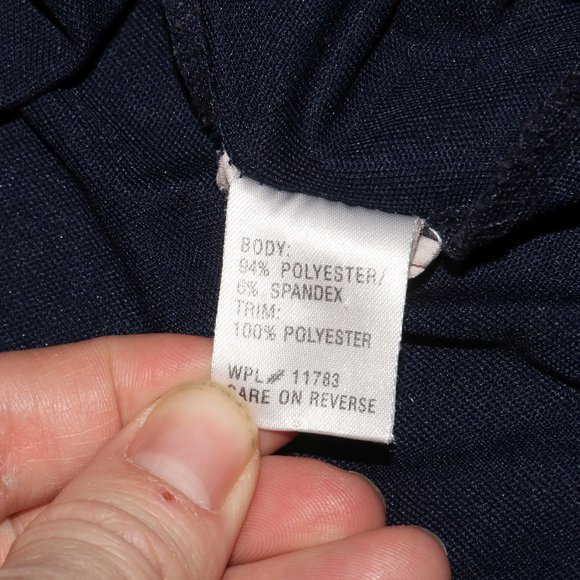 BODY:
94% POLYESTER/
6% SPANDEX
TRIM:
100% POLYESTER
WPL# 11783
CARE ON REVERSE